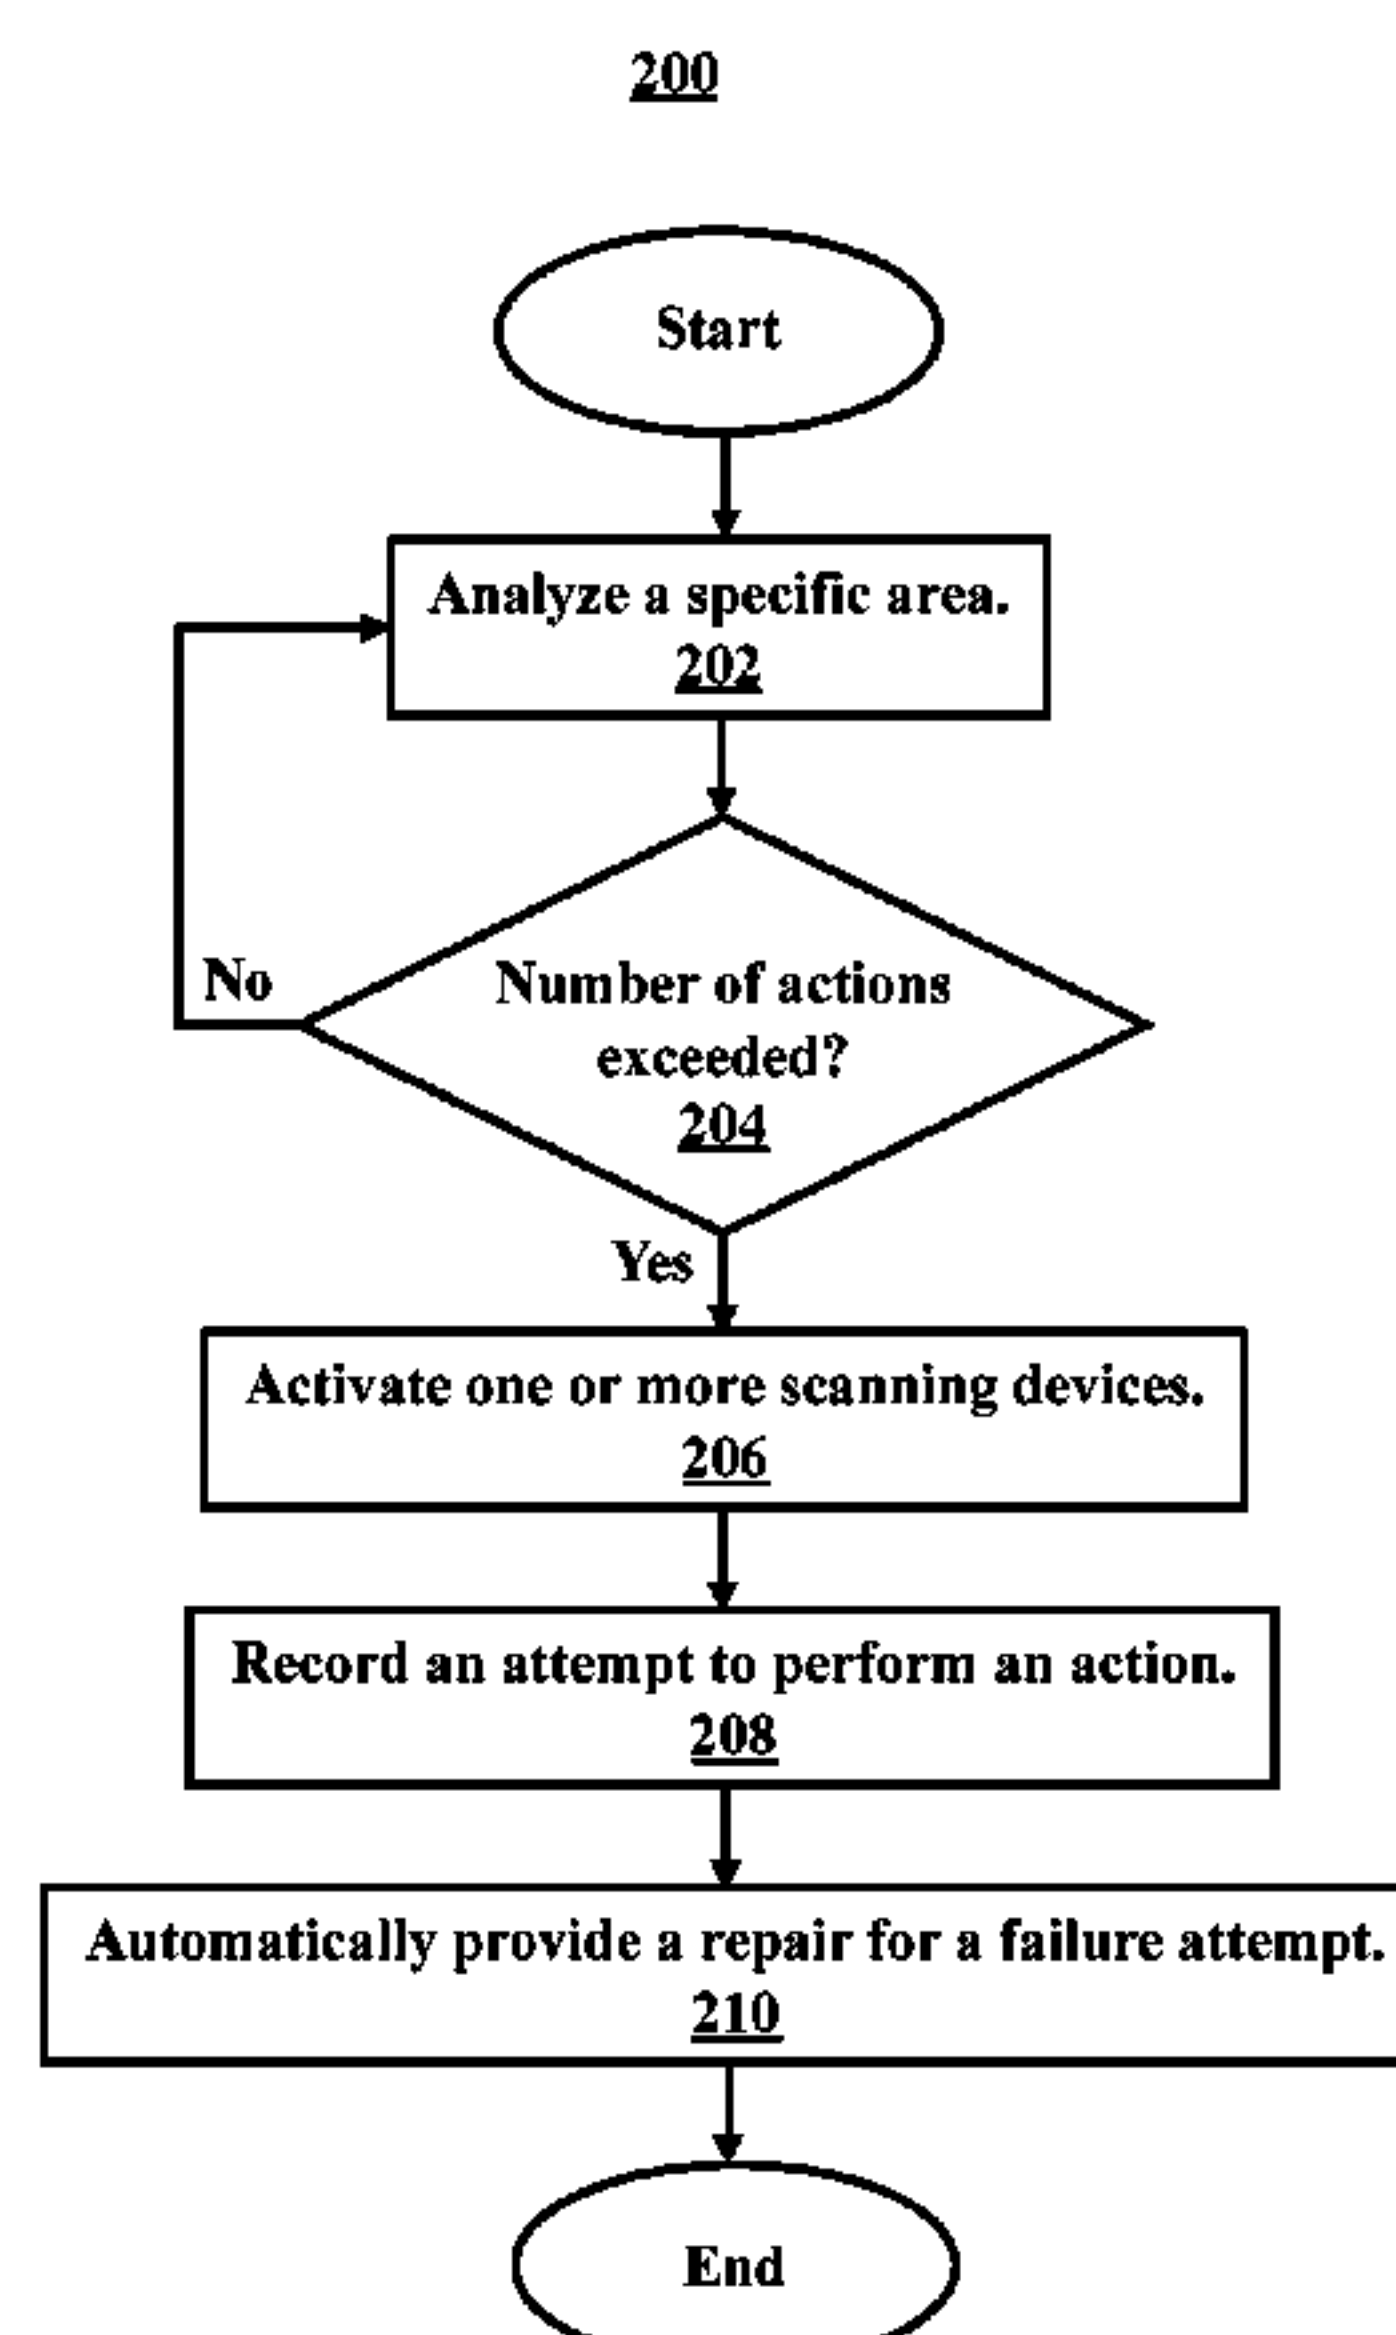 200
Start
Analyze a specific area.
202
No
Number of actions
exceeded?
204
Yes
Activate one or more scanning devices.
206
Record an attempt to perform an action.
208
Automatically provide a repair for a failure attempt.
210
End